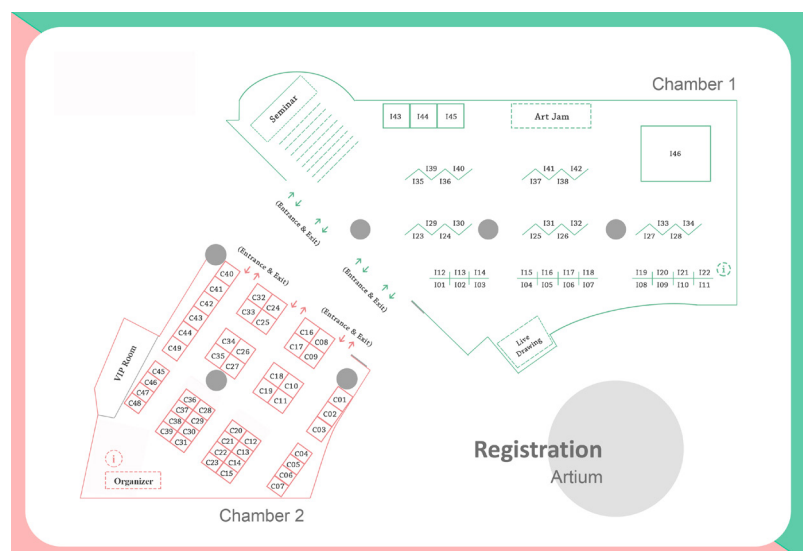 Chamber 1
Seminar
I43 I44 I45
Art Jam
I46
I39 I40
I35 I36
I41 I42
I37 I38
(Entrance & Exit)
I29 I30
I23 I24
I31 I32
I25 I26
I33 I34
I27 I28
(Entrance & Exit)
I12 I13 I14
I01 I02 I03
I15 I16 I17 I18
I04 I05 I06 I07
I19 I20 I21 I22
I08 I09 I10 I11
i
Live
Drawing
(Entrance & Exit)
(Entrance & Exit)
C40
C41
C42
C43
C44
C49
C32
C33 C24
C25
C16
C17 C08
C09
C34
C35 C26
C27
C18
C19 C10
C11
VIP Room
C45
C46
C47
C48
C36
C37 C28
C38 C29
C39 C30
C31
C20
C21 C12
C22 C13
C23 C14
C15
C01
C02
C03
C04
C05
C06
C07
i
Organizer
Chamber 2
Registration
Artium